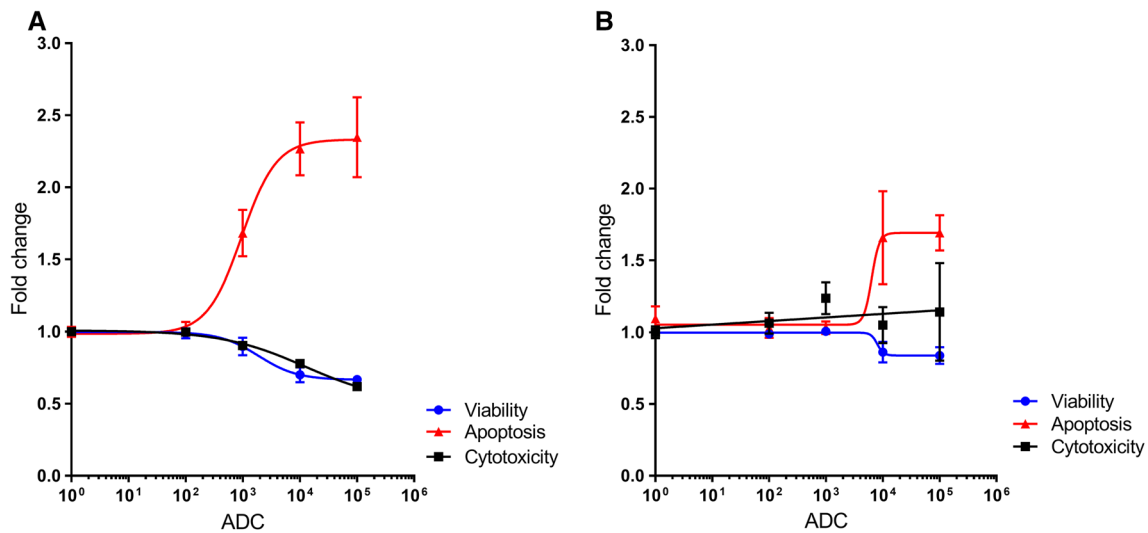 A
3.0
2.5
2.0
1.5
1.0
0.5
0.0
Fold change
10⁰ 10¹ 10² 10³ 10⁴ 10⁵ 10⁶
ADC
Viability
Apoptosis
Cytotoxicity
B
3.0
2.5
2.0
1.5
1.0
0.5
0.0
Fold change
10⁰ 10¹ 10² 10³ 10⁴ 10⁵ 10⁶
ADC
Viability
Apoptosis
Cytotoxicity